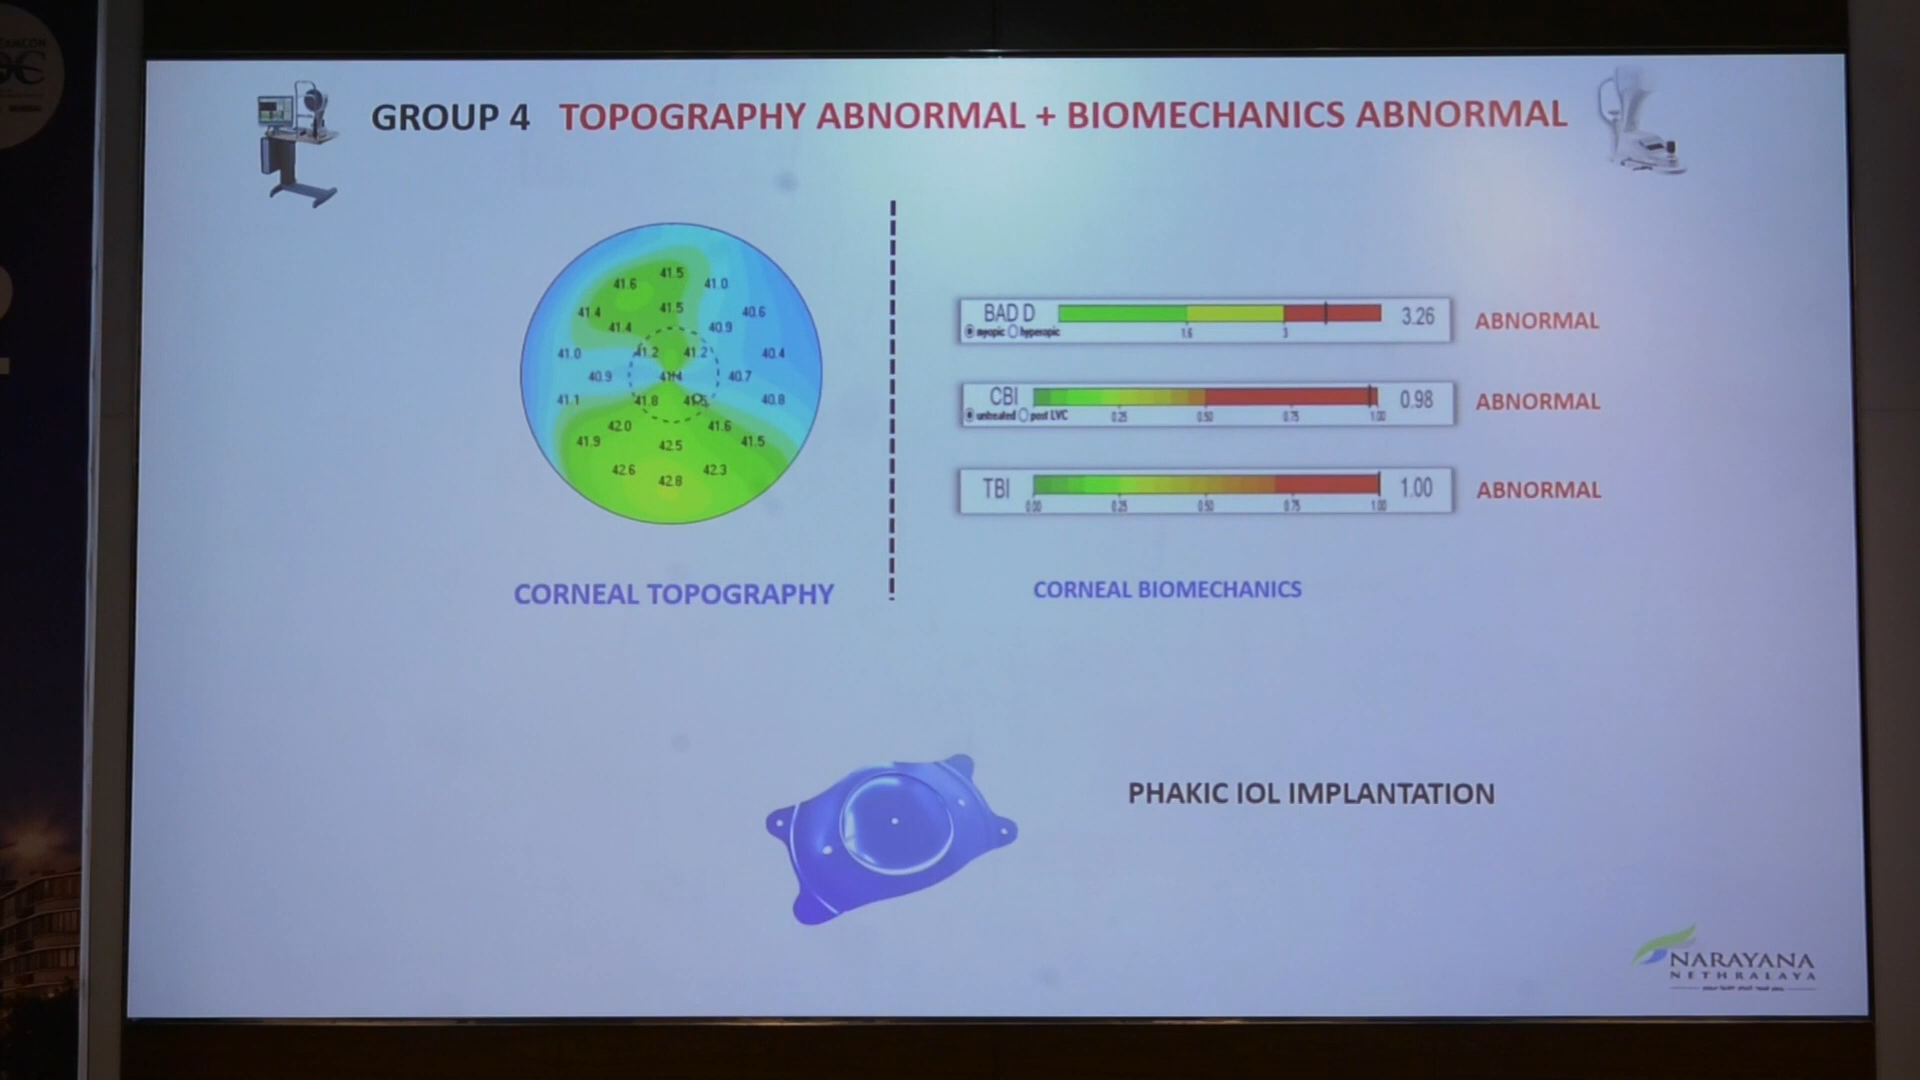 GROUP 4 TOPOGRAPHY ABNORMAL + BIOMECHANICS ABNORMAL
41.5
41.6 41.0
41.4 41.5 40.6
41.4 40.9
41.0 41.2 41.2 40.4
40.9 41.4 40.7
41.1 41.8 40.8
42.0 41.6
41.9 42.5 41.5
42.6 42.3
42.8
BAD D 3.26 ABNORMAL
myopic hyperopic 1.6 3
CBI 0.98 ABNORMAL
untreated post LVC 0.25 0.50 0.75 1.00
TBI 1.00 ABNORMAL
0.00 0.25 0.50 0.75 1.00
CORNEAL TOPOGRAPHY
CORNEAL BIOMECHANICS
PHAKIC IOL IMPLANTATION
NARAYANA
NETHRALAYA